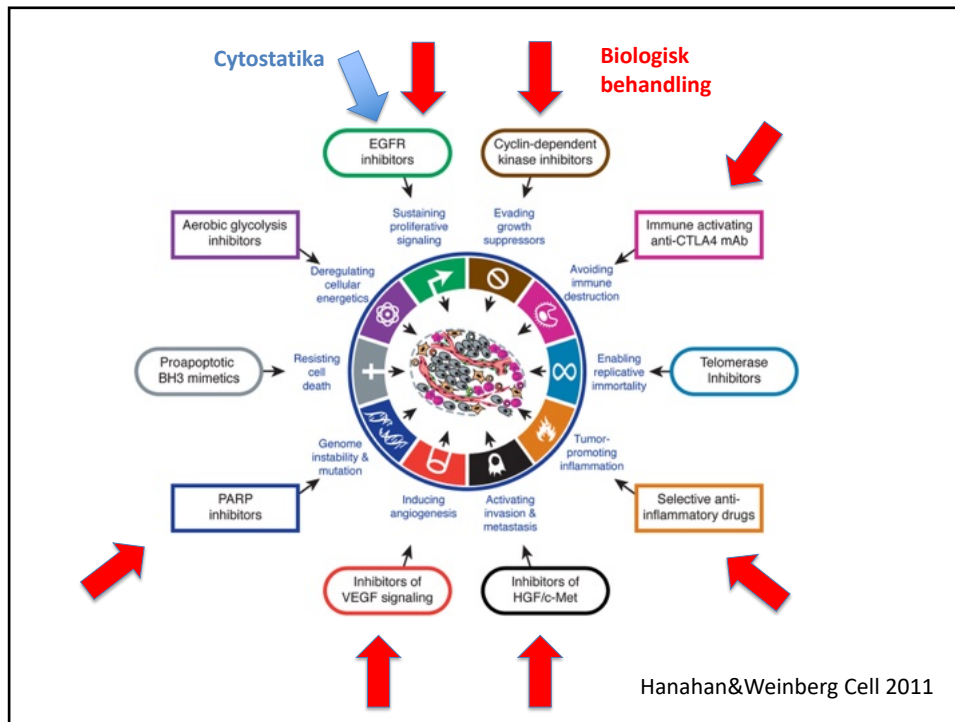 Cytostatika
Biologisk
behandling
EGFR
inhibitors
Cyclin-dependent
kinase inhibitors
Sustaining
proliferative
signaling
Evading
growth
suppressors
Aerobic glycolysis
inhibitors
Immune activating
anti-CTLA4 mAb
Deregulating
cellular
energetics
Avoiding
immune
destruction
Proapoptotic
BH3 mimetics
Resisting
cell
death
Enabling
replicative
immortality
Telomerase
Inhibitors
Genome
instability &
mutation
Tumor-
promoting
inflammation
PARP
inhibitors
Inducing
angiogenesis
Activating
invasion &
metastasis
Selective anti-
inflammatory drugs
Inhibitors of
VEGF signaling
Inhibitors of
HGF/c-Met
Hanahan&Weinberg Cell 2011